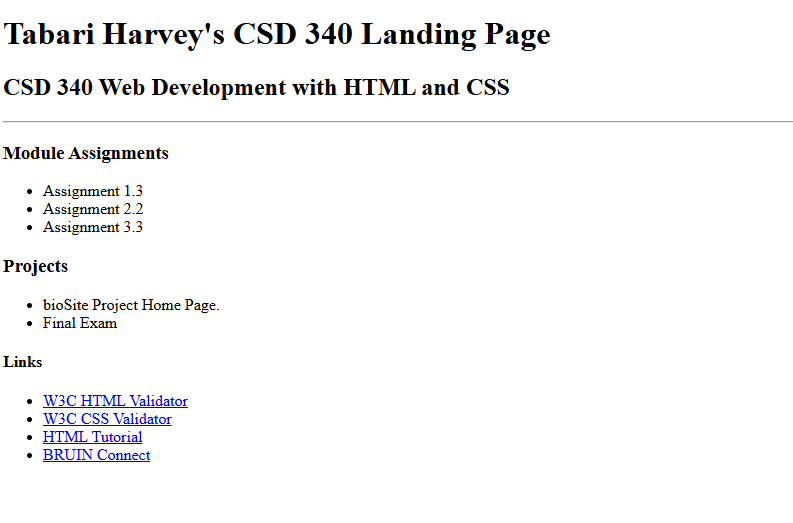 Tabari Harvey's CSD 340 Landing Page
CSD 340 Web Development with HTML and CSS
Module Assignments
Assignment 1.3
Assignment 2.2
Assignment 3.3
Projects
bioSite Project Home Page.
Final Exam
Links
W3C HTML Validator
W3C CSS Validator
HTML Tutorial
BRUIN Connect